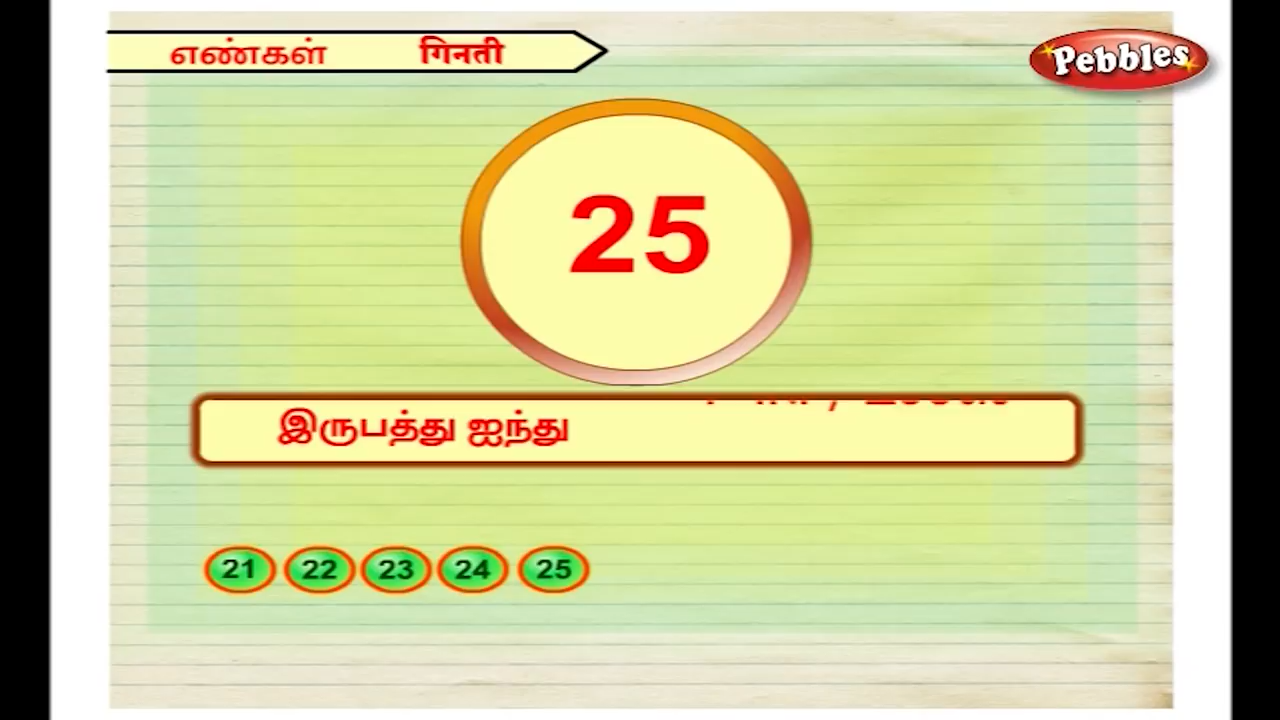 எண்கள் गिनती
Pebbles
25
இருபத்து ஐந்து
21 22 23 24 25